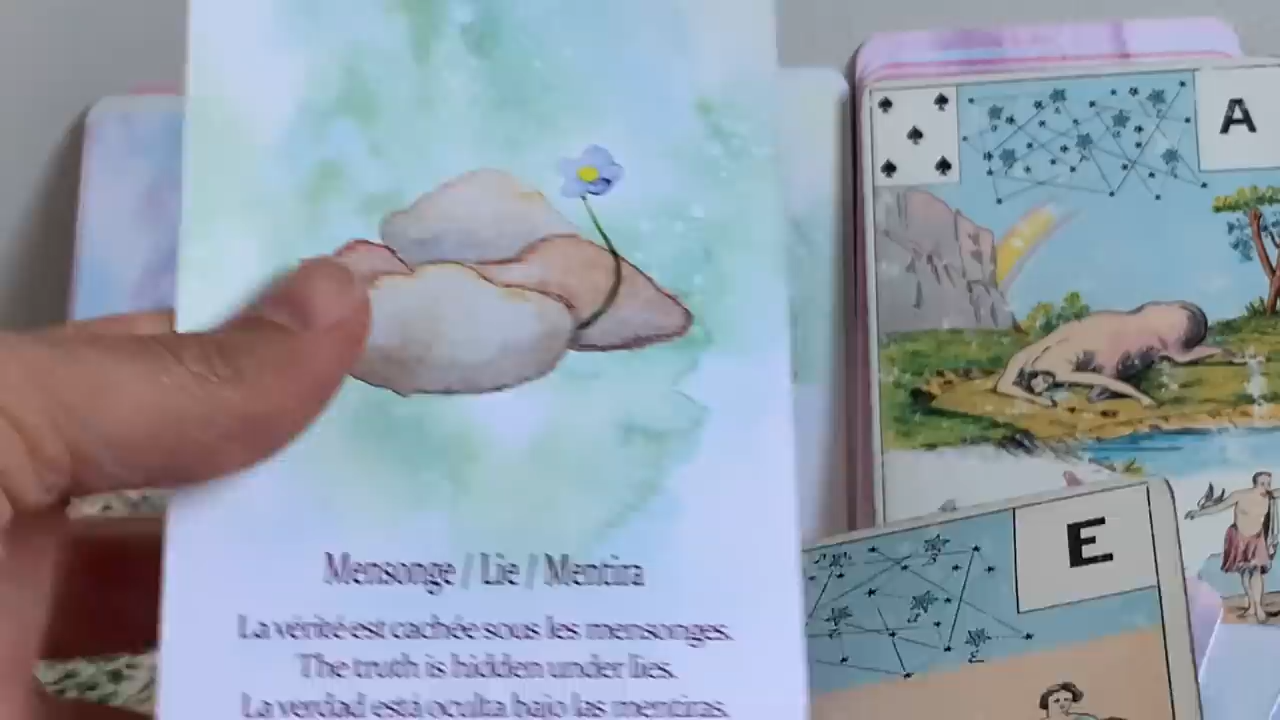 Mensonge / Lie / Mentira
La vérité est cachée sous les mensonges.
The truth is hidden under lies.
La verdad está oculta bajo las mentiras.
A
E